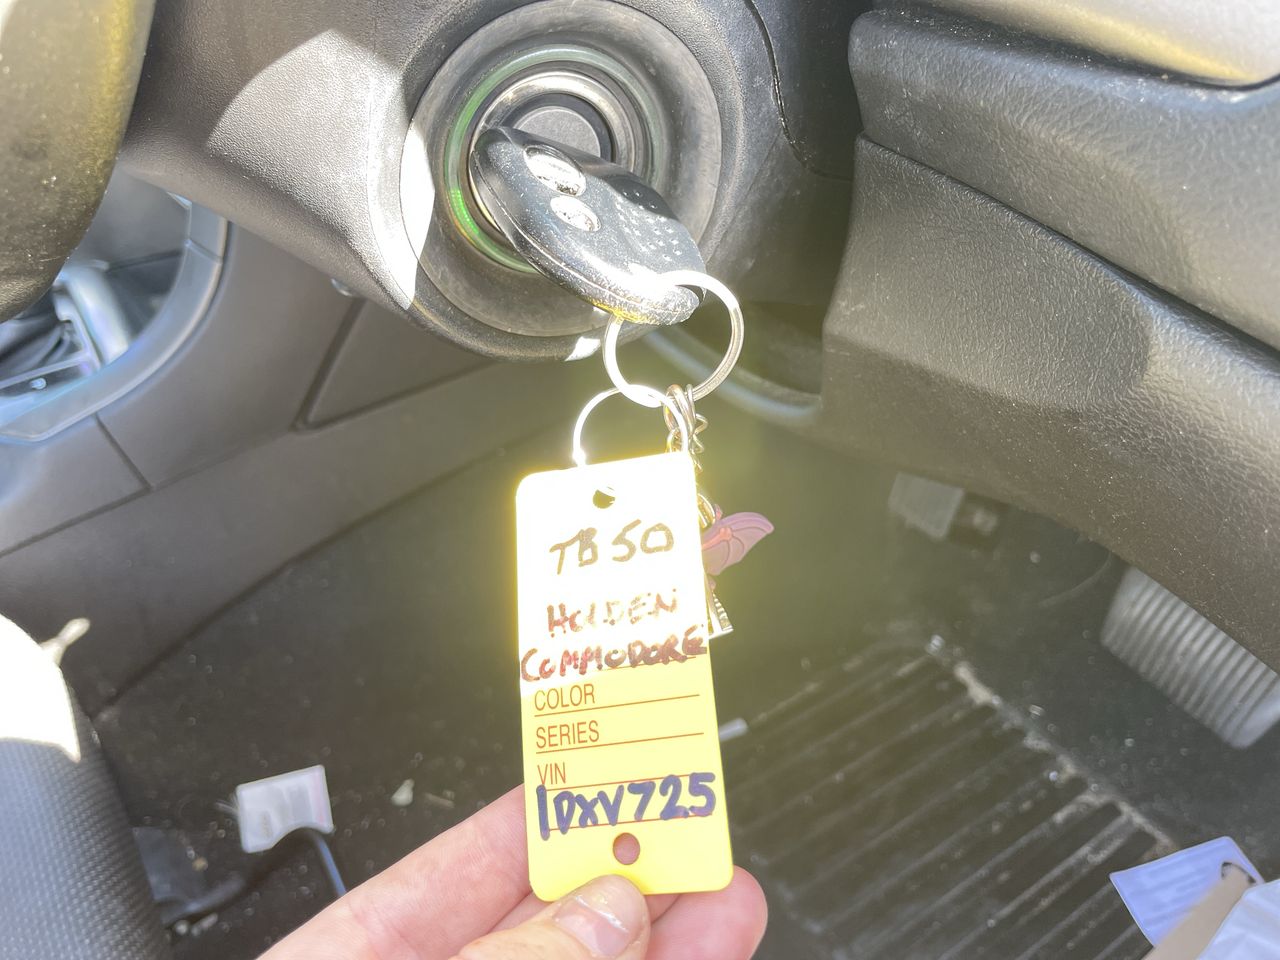 TB50
HOLDEN
COMMODORE
COLOR
SERIES
VIN
1DXV725